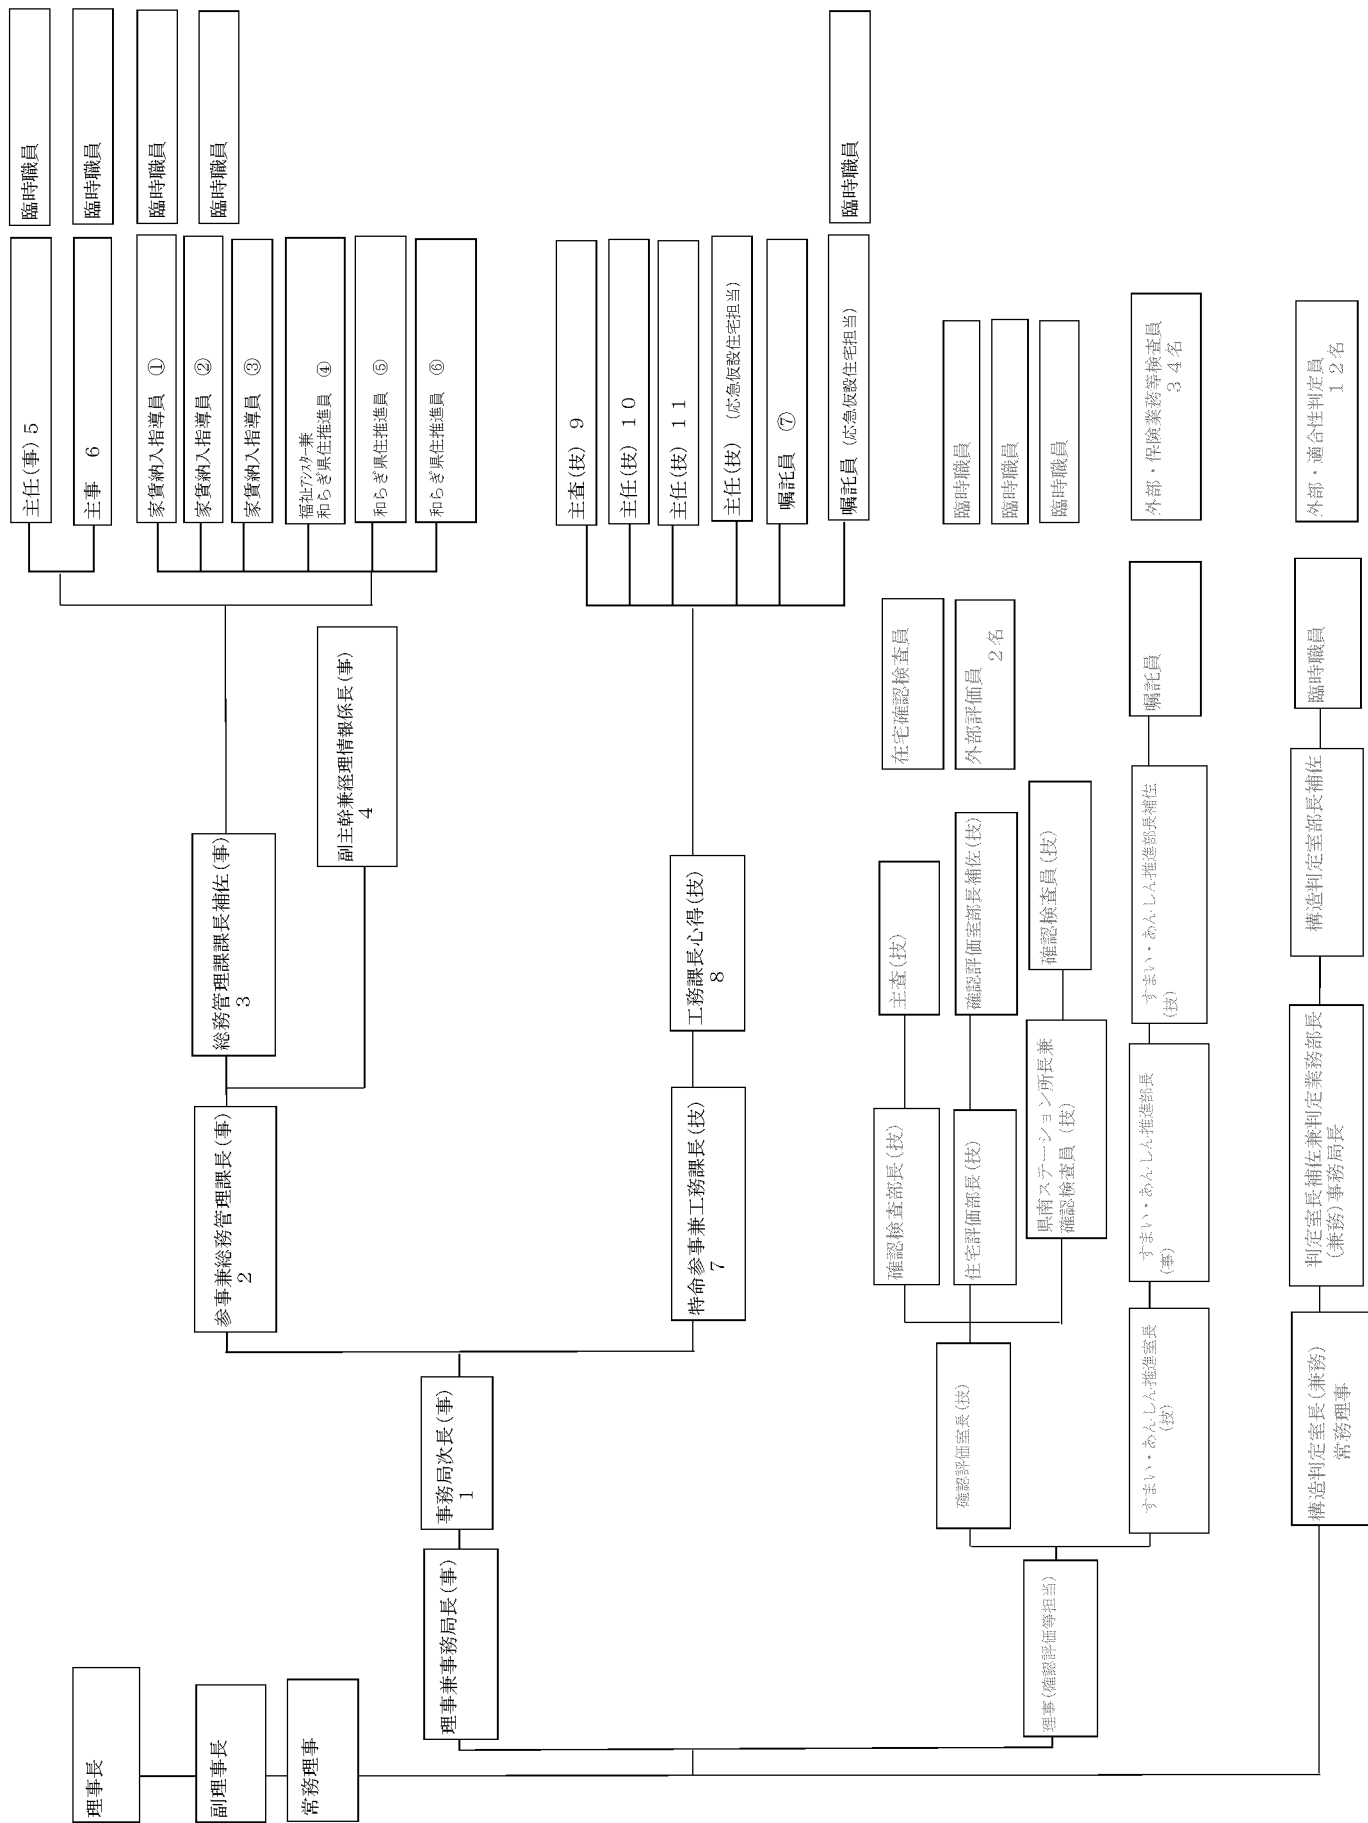 理事長
副理事長
常務理事
理事兼事務局長(事)
事務局次長(事)
1
参事兼総務管理課長(事)
2
総務管理課課長補佐(事)
3
副主幹兼経理情報係長(事)
4
主任(事) 5
臨時職員
主事 6
臨時職員
家賃納入指導員 ①
臨時職員
家賃納入指導員 ②
臨時職員
家賃納入指導員 ③
福祉アシスター兼
和らぎ県住推進員 ④
和らぎ県住推進員 ⑤
和らぎ県住推進員 ⑥
特命参事兼工務課長(技)
7
工務課長心得(技)
8
主査(技) 9
主任(技) 10
主任(技) 11
主任(技) (応急仮設住宅担当)
嘱託員 ⑦
嘱託員 (応急仮設住宅担当)
臨時職員
理事(確認評価等担当)
確認評価室長(技)
確認検査部長(技)
主査(技)
在宅確認検査員
住宅評価部長(技)
確認評価室部長補佐(技)
外部評価員
2名
県南ステーション所長兼
確認検査員(技)
確認検査員(技)
臨時職員
臨時職員
臨時職員
すまい・あんしん推進室長
(技)
すまい・あんしん推進部長
(事)
すまい・あんしん推進部長補佐
(技)
嘱託員
外部・保険業務等検査員
34名
構造判定室長(兼務)
常務理事
判定室長補佐兼判定業務部長
(兼務)事務局長
構造判定室部長補佐
臨時職員
外部・適合性判定員
12名